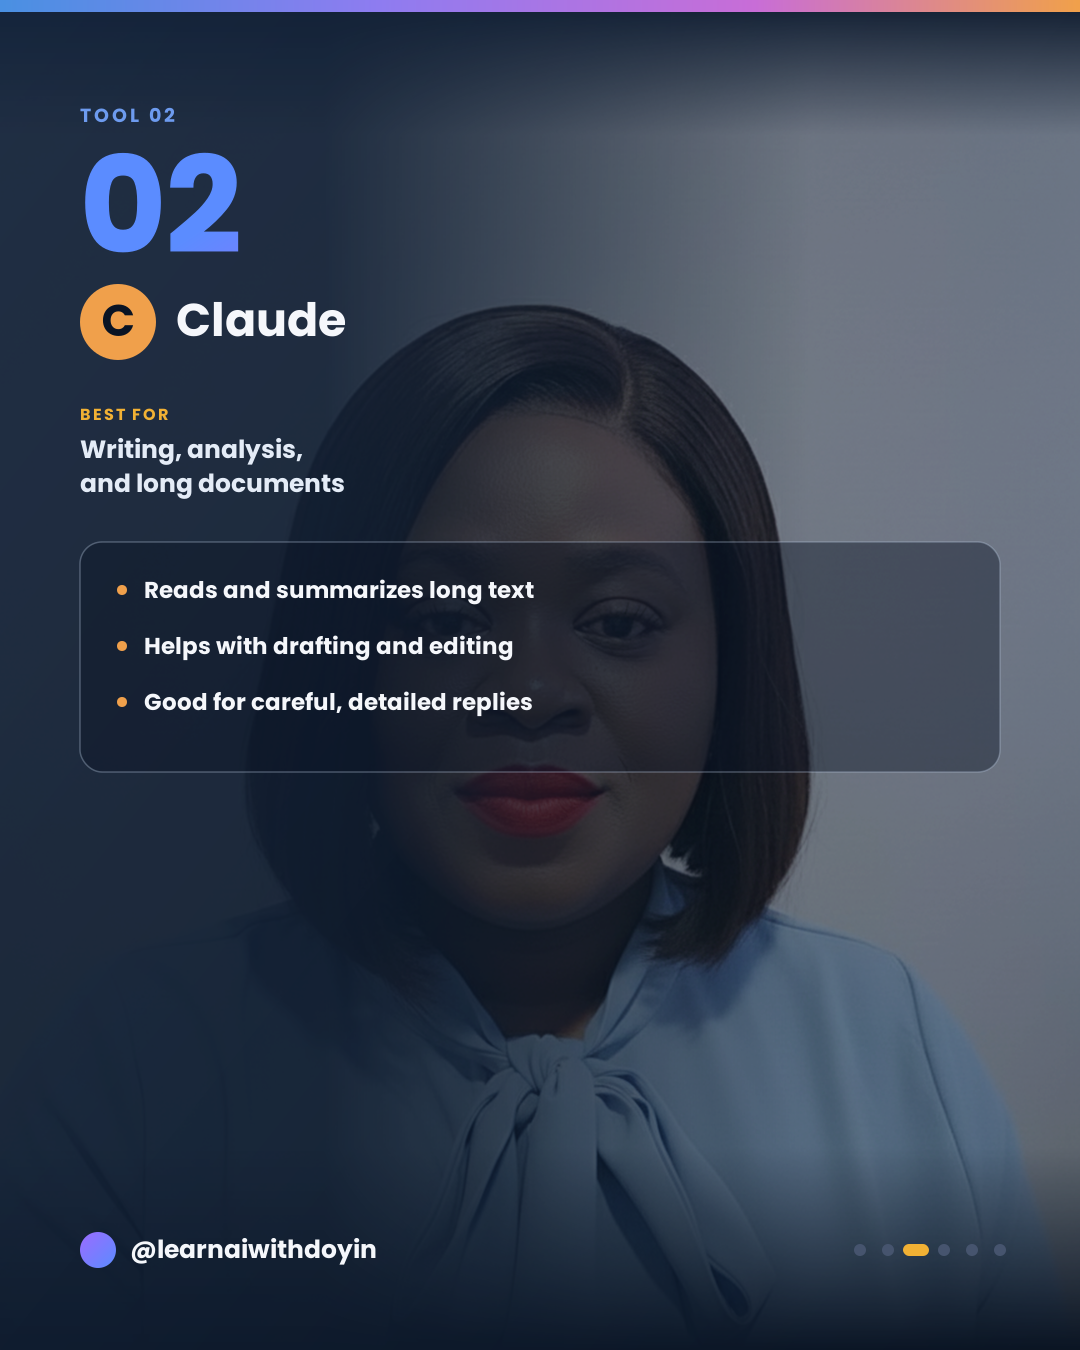 TOOL 02
02
C Claude
BEST FOR
Writing, analysis,
and long documents
Reads and summarizes long text
Helps with drafting and editing
Good for careful, detailed replies
@learnaiwithdoyin